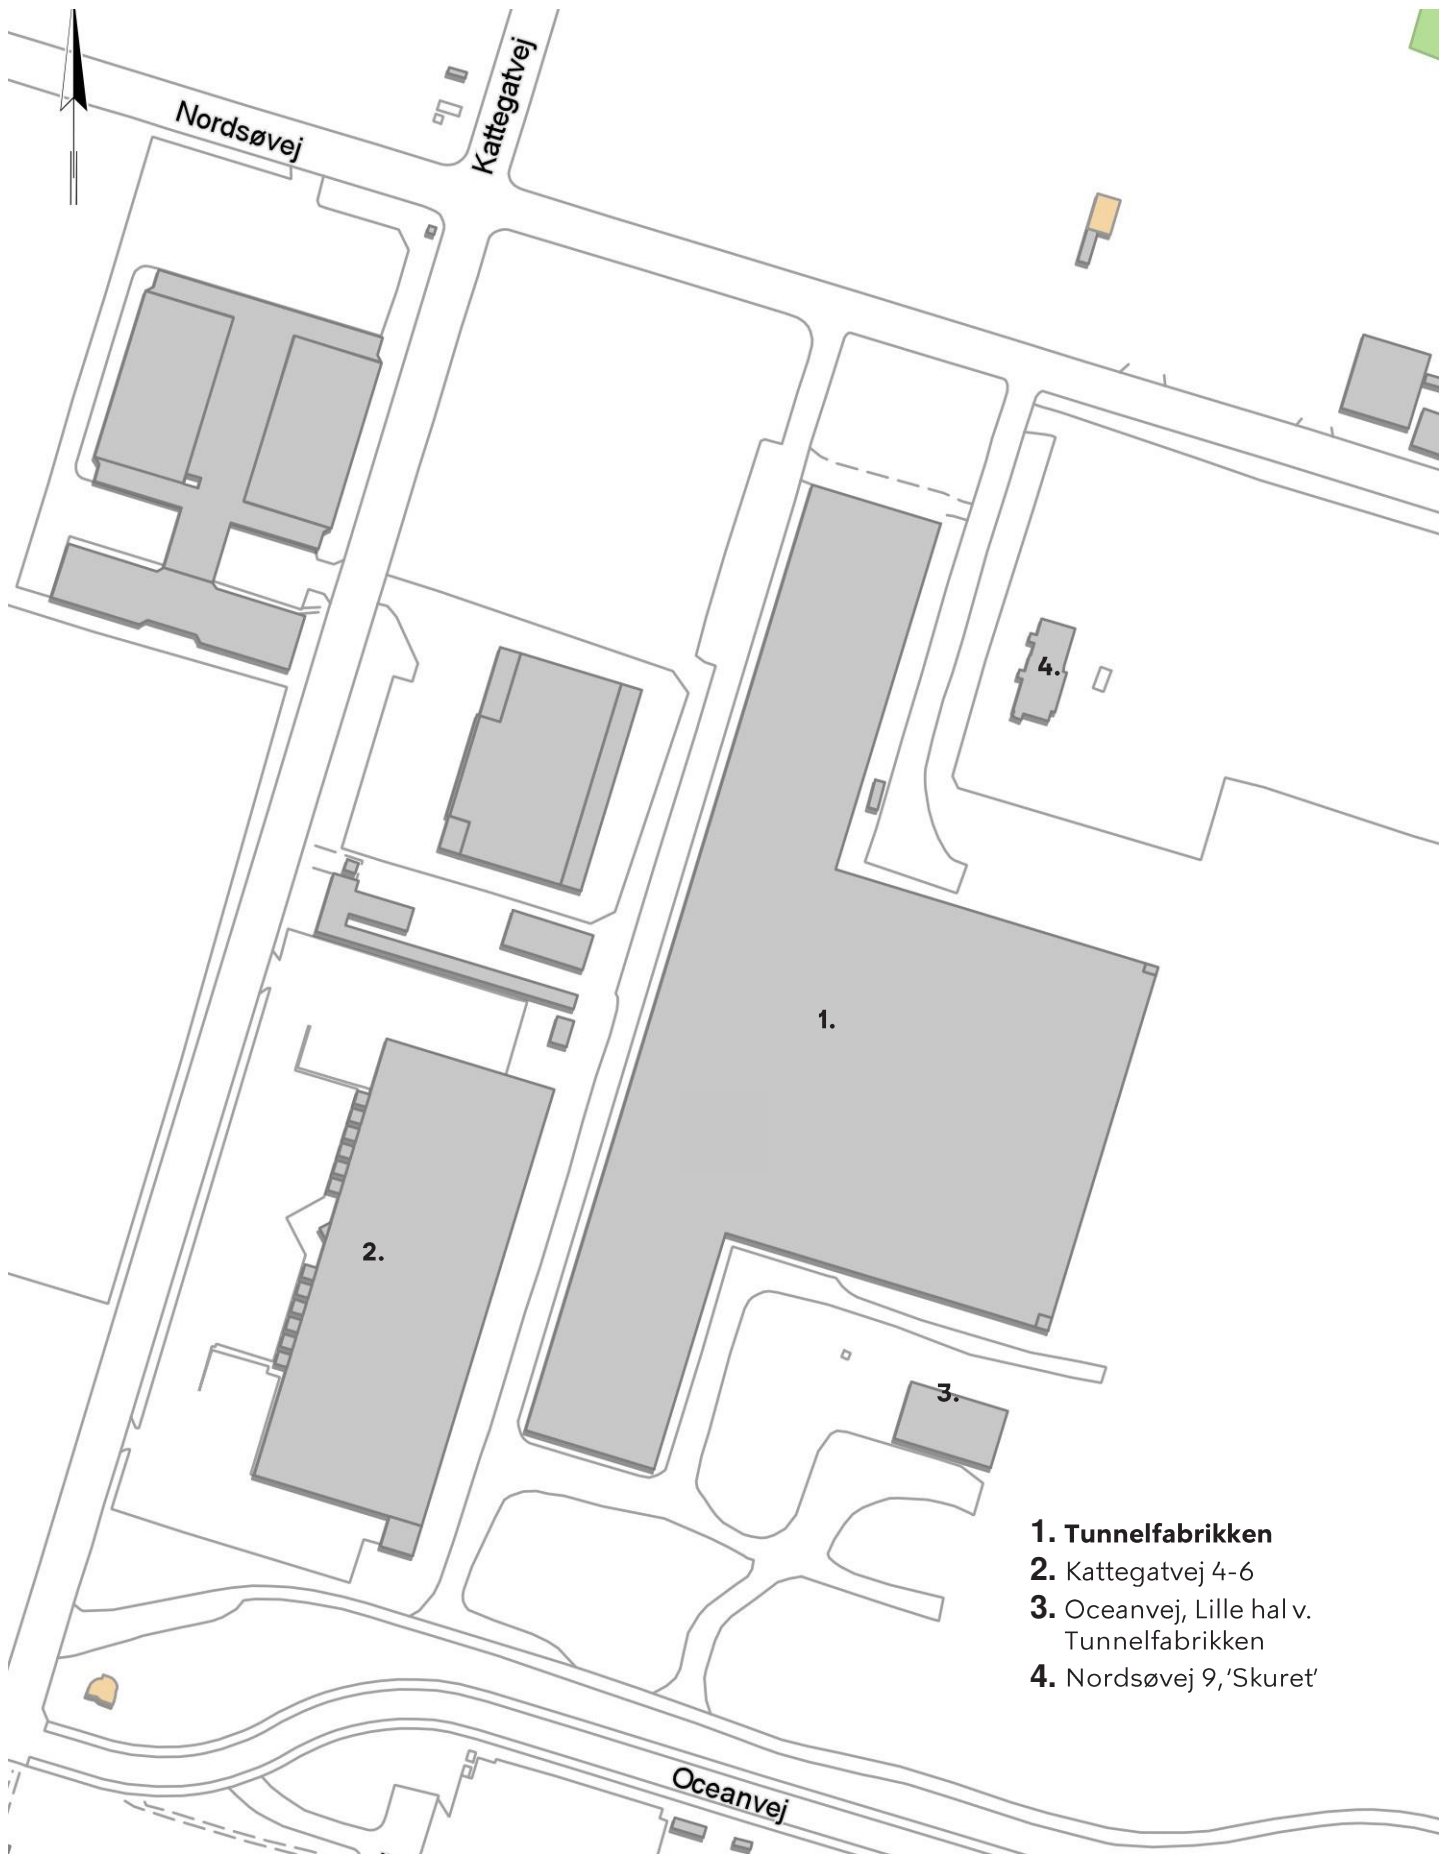 Kattegatvej
Nordsøvej
4.
1.
2.
3.
1. Tunnelfabrikken
2. Kattegatvej 4-6
3. Oceanvej, Lille hal v.
Tunnelfabrikken
4. Nordsøvej 9, ‘Skuret’
Oceanvej